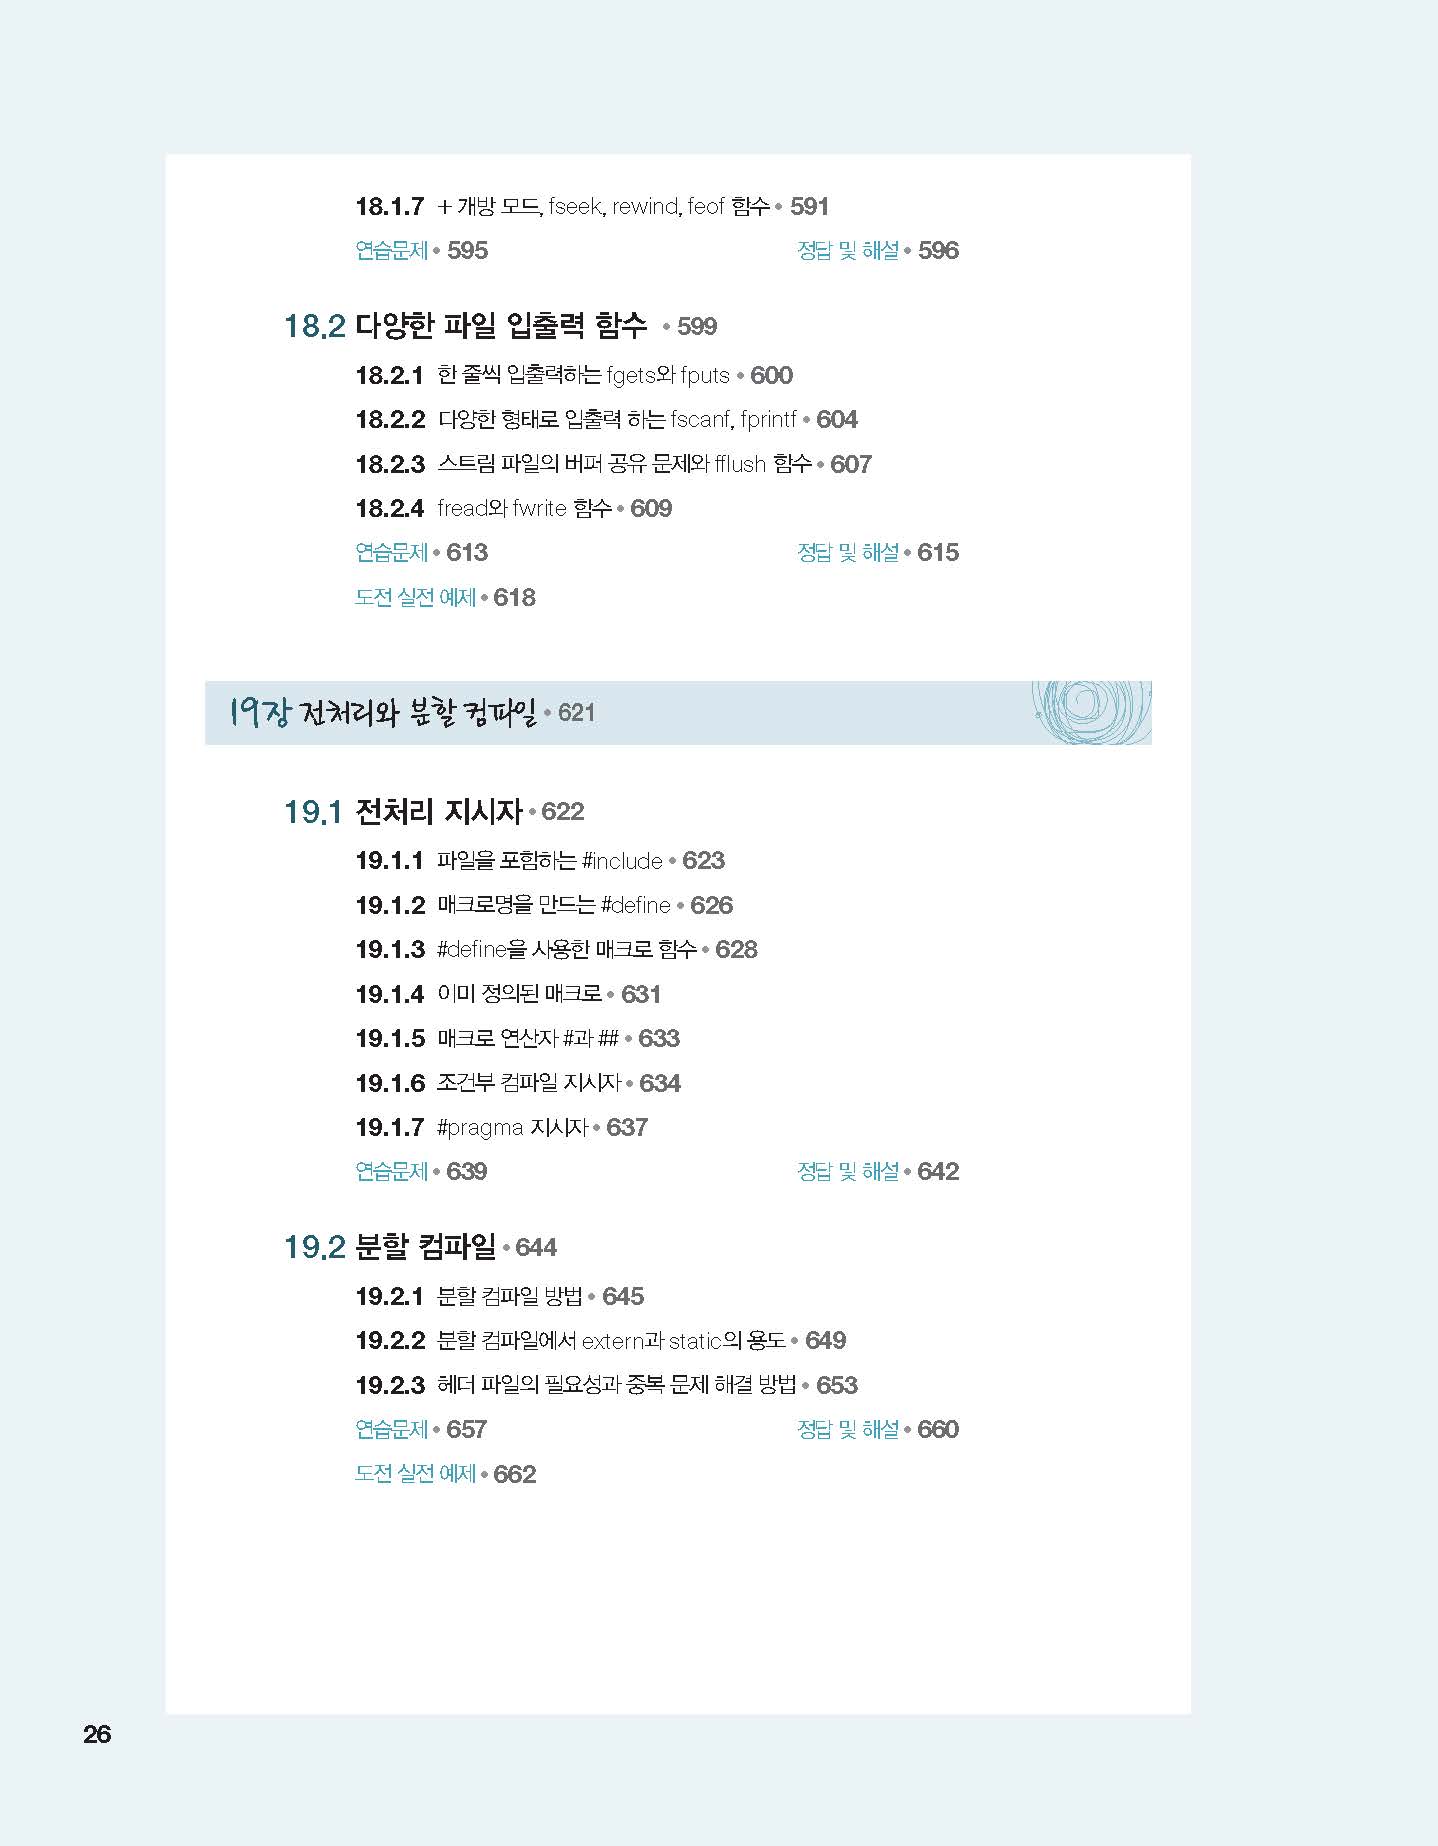 18.1.7 + 개방 모드, fseek, rewind, feof 함수 • 591
연습문제 • 595 정답 및 해설 • 596
18.2 다양한 파일 입출력 함수 • 599
18.2.1 한 줄씩 입출력하는 fgets와 fputs • 600
18.2.2 다양한 형태로 입출력 하는 fscanf, fprintf • 604
18.2.3 스트림 파일의 버퍼 공유 문제와 fflush 함수 • 607
18.2.4 fread와 fwrite 함수 • 609
연습문제 • 613 정답 및 해설 • 615
도전 실전 예제 • 618
19장 전처리와 분할 컴파일 • 621
19.1 전처리 지시자 • 622
19.1.1 파일을 포함하는 #include • 623
19.1.2 매크로명을 만드는 #define • 626
19.1.3 #define을 사용한 매크로 함수 • 628
19.1.4 이미 정의된 매크로 • 631
19.1.5 매크로 연산자 #과 ## • 633
19.1.6 조건부 컴파일 지시자 • 634
19.1.7 #pragma 지시자 • 637
연습문제 • 639 정답 및 해설 • 642
19.2 분할 컴파일 • 644
19.2.1 분할 컴파일 방법 • 645
19.2.2 분할 컴파일에서 extern과 static의 용도 • 649
19.2.3 헤더 파일의 필요성과 중복 문제 해결 방법 • 653
연습문제 • 657 정답 및 해설 • 660
도전 실전 예제 • 662
26